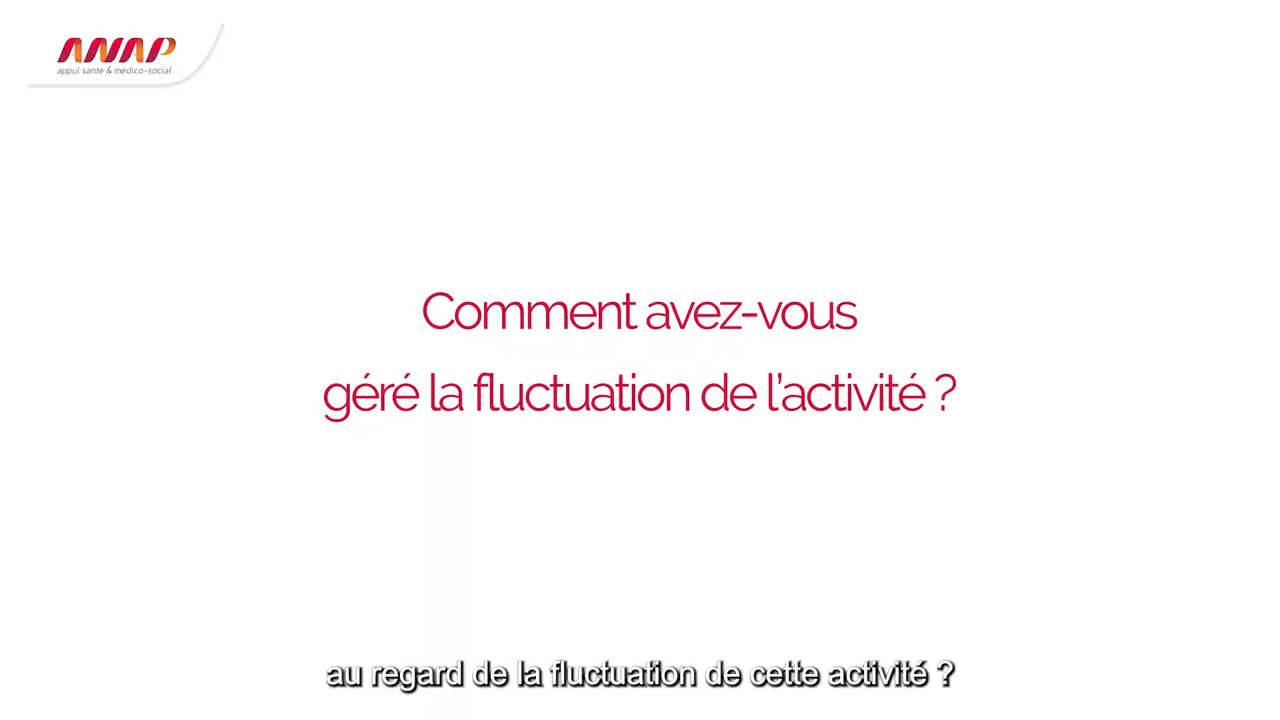 ANAP
appui santé & médico-social
Comment avez-vous
géré la fluctuation de l'activité ?
au regard de la fluctuation de cette activité ?